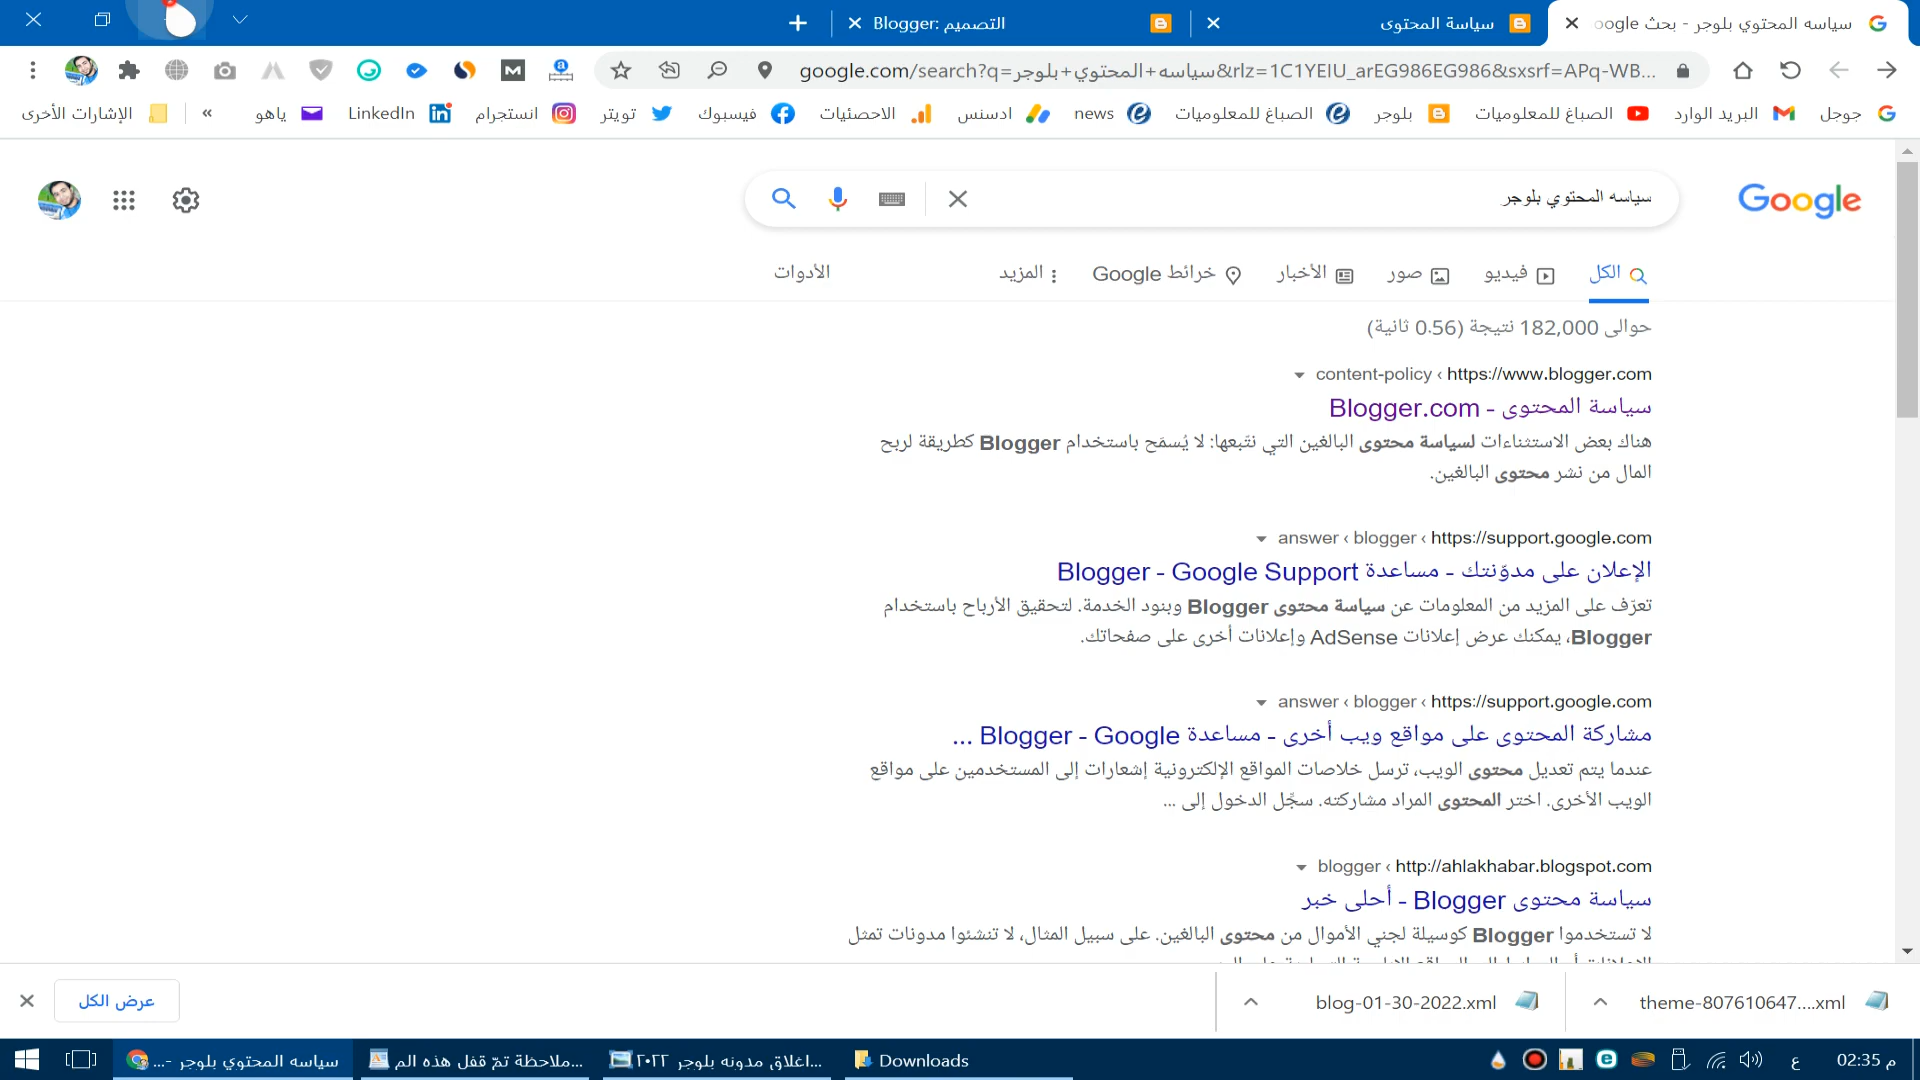 سياسه المحتوي بلوجر - بحث oogle
سياسة المحتوى
Blogger: التصميم
google.com/search?q=سياسه+المحتوي+بلوجر&rlz=1C1YEIU_arEG986EG986&sxsrf=APq-WB...
جوجل
البريد الوارد
الصباغ للمعلوميات
بلوجر
الصباغ للمعلوميات
news
ادسنس
الاحصئيات
فيسبوك
تويتر
انستجرام
LinkedIn
ياهو
»
الإشارات الأخرى
Google
سياسه المحتوي بلوجر
الكل
فيديو
صور
الأخبار
خرائط Google
المزيد
الأدوات
حوالى 182,000 نتيجة (0.56 ثانية)
https://www.blogger.com › content-policy
سياسة المحتوى - Blogger.com
هناك بعض الاستثناءات لسياسة محتوى البالغين التي نتّبعها: لا يُسمَح باستخدام Blogger كطريقة لربح
المال من نشر محتوى البالغين.
https://support.google.com › blogger › answer
الإعلان على مدوّنتك - مساعدة Blogger - Google Support
تعرّف على المزيد من المعلومات عن سياسة محتوى Blogger وبنود الخدمة. لتحقيق الأرباح باستخدام
Blogger، يمكنك عرض إعلانات AdSense وإعلانات أخرى على صفحاتك.
https://support.google.com › blogger › answer
مشاركة المحتوى على مواقع ويب أخرى - مساعدة Blogger - Google ...
عندما يتم تعديل محتوى الويب، ترسل خلاصات المواقع الإلكترونية إشعارات إلى المستخدمين على مواقع
الويب الأخرى. اختر المحتوى المراد مشاركته. سجِّل الدخول إلى ...
http://ahlakhabar.blogspot.com › blogger
سياسة محتوى Blogger - أحلى خبر
لا تستخدموا Blogger كوسيلة لجني الأموال من محتوى البالغين. على سبيل المثال، لا تنشئوا مدونات تمثل
theme-807610647....xml
blog-01-30-2022.xml
عرض الكل
سياسه المحتوي بلوجر -...
ملاحظة تمّ قفل هذه الم...
اغلاق مدونه بلوجر ٢٠٢٢...
Downloads
ع
02:35 م